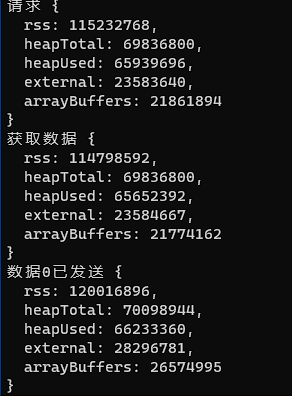 请求 {
  rss: 115232768,
  heapTotal: 69836800,
  heapUsed: 65939696,
  external: 23583640,
  arrayBuffers: 21861894
}
获取数据 {
  rss: 114798592,
  heapTotal: 69836800,
  heapUsed: 65652392,
  external: 23584667,
  arrayBuffers: 21774162
}
数据0已发送 {
  rss: 120016896,
  heapTotal: 70098944,
  heapUsed: 66233360,
  external: 28296781,
  arrayBuffers: 26574995
}